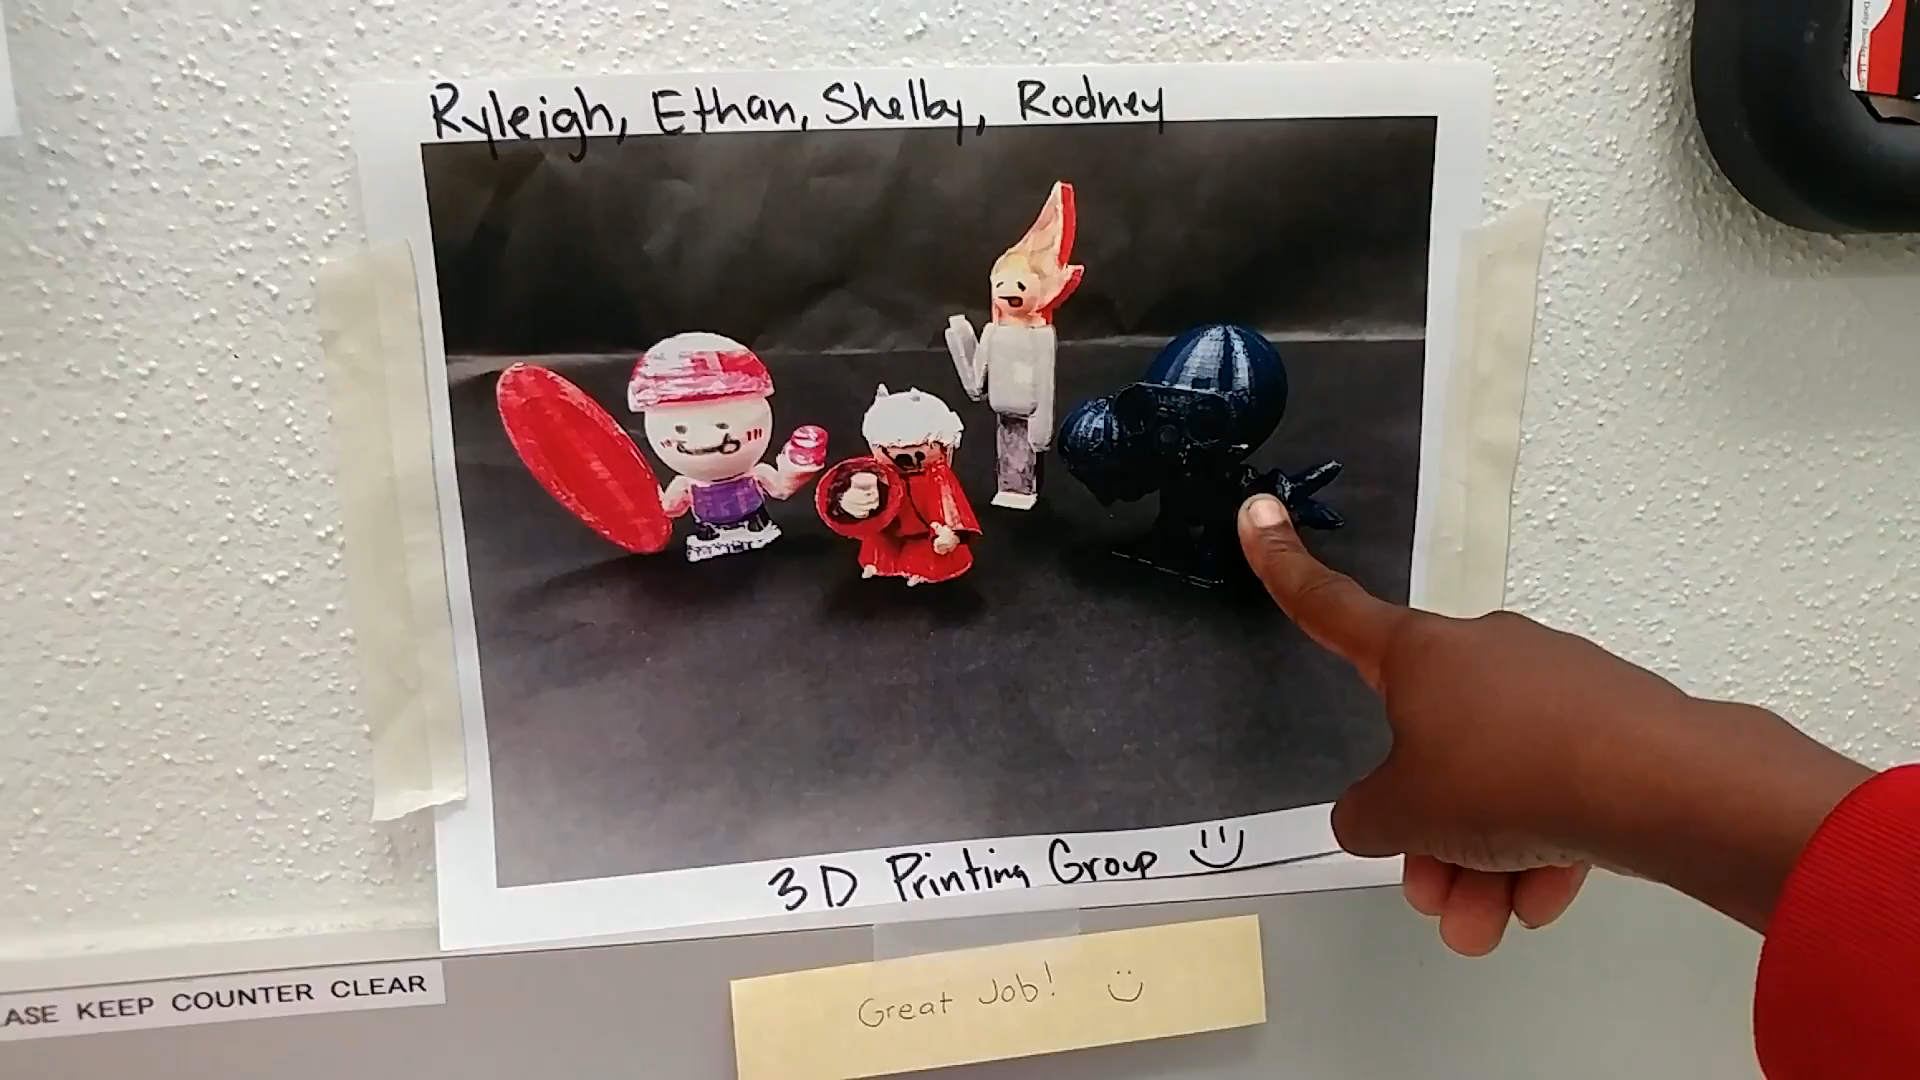 Ryleigh, Ethan, Shelby, Rodney
3D Printing Group
ASE KEEP COUNTER CLEAR
Great Job!